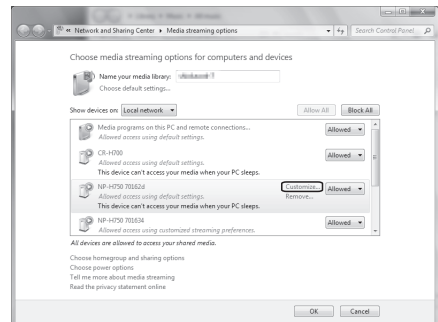 « Network and Sharing Center ▸ Media streaming options
Search Control Panel
Choose media streaming options for computers and devices
Name your media library:
Choose default settings...
Show devices on: Local network
Allow All
Block All
Media programs on this PC and remote connections...
Allowed access using default settings.
Allowed
CR-H700
Allowed access using default settings.
This device can't access your media when your PC sleeps.
Allowed
NP-H750 70162d
Customize...
Allowed
Allowed access using default settings.
Remove...
This device can't access your media when your PC sleeps.
NP-H750 701634
Allowed access using customized streaming preferences.
Allowed
All devices are allowed to access your shared media.
Choose homegroup and sharing options
Choose power options
Tell me more about media streaming
Read the privacy statement online
OK
Cancel